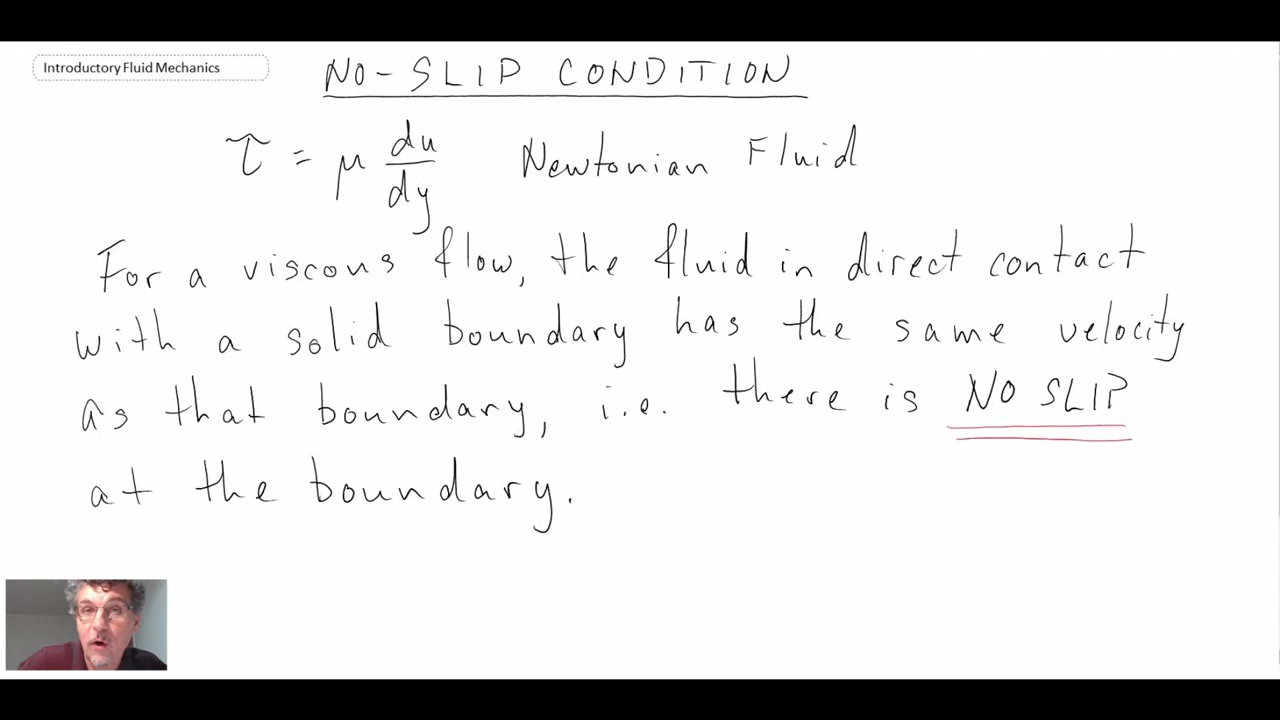 Introductory Fluid Mechanics
NO-SLIP CONDITION
τ = μ du/dy Newtonian Fluid
For a viscous flow, the fluid in direct contact
with a solid boundary has the same velocity
as that boundary, i.e. there is NO SLIP
at the boundary.